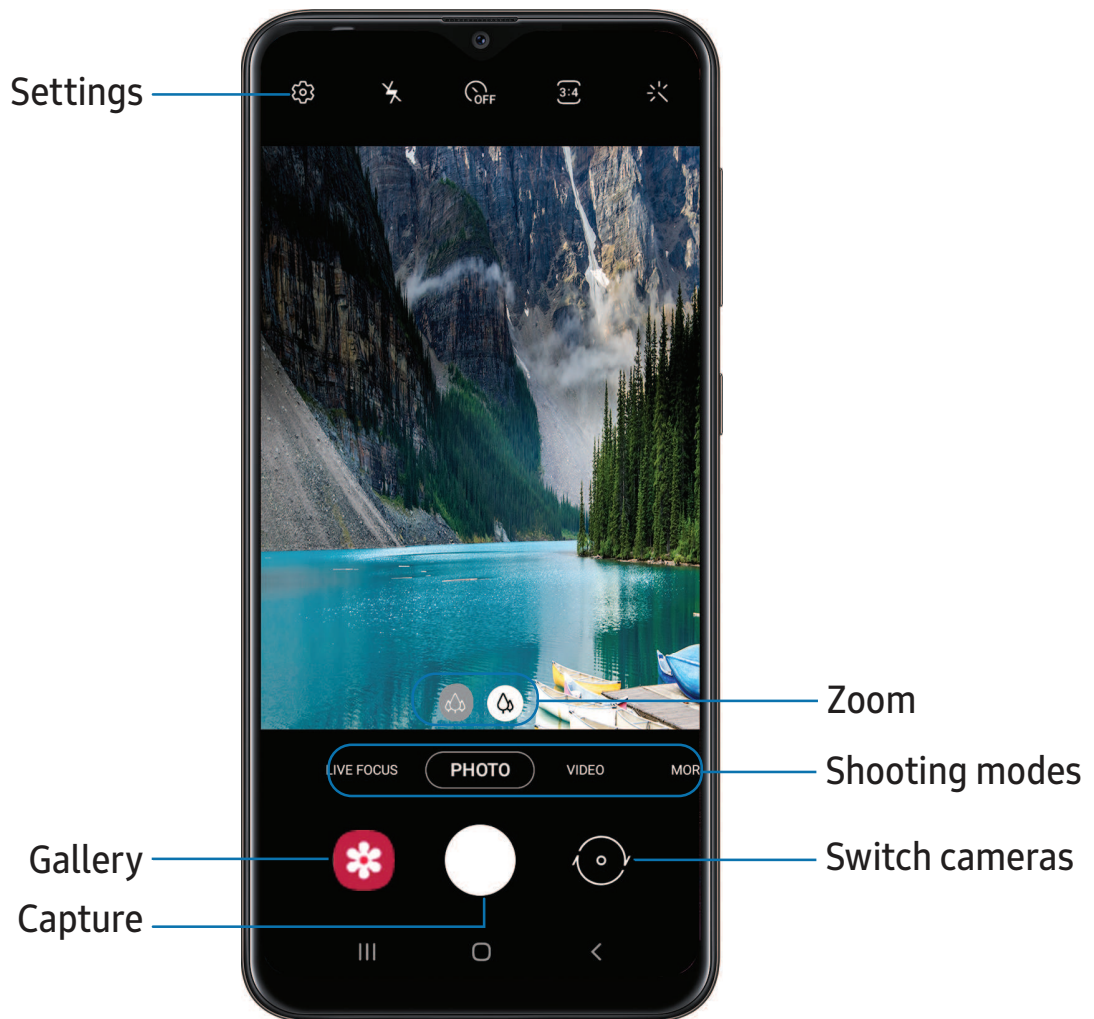 Settings
OFF
3:4
Zoom
LIVE FOCUS
PHOTO
VIDEO
MOR
Shooting modes
Gallery
Switch cameras
Capture